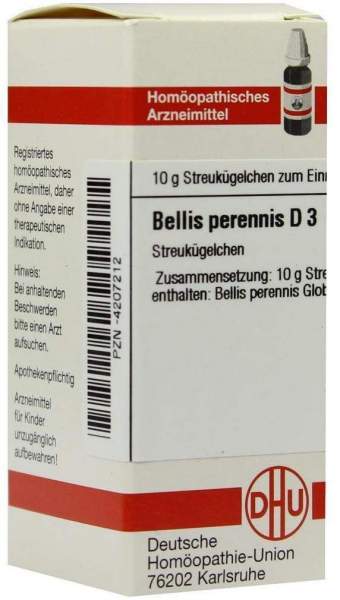 Homöopathisches
Arzneimittel
Registriertes
homöopathisches
Arzneimittel, daher
ohne Angabe einer
therapeutischen
Indikation.
Hinweis:
Bei anhaltenden
Beschwerden
bitte einen Arzt
aufsuchen.
Apothekenpflichtig
Arzneimittel
für Kinder
unzugänglich
aufbewahren!
PZN -4207212
10 g Streukügelchen zum Einn
Bellis perennis D 3
Streukügelchen
Zusammensetzung: 10 g Stre
enthalten: Bellis perennis Glob
DHU
Deutsche
Homöopathie-Union
76202 Karlsruhe